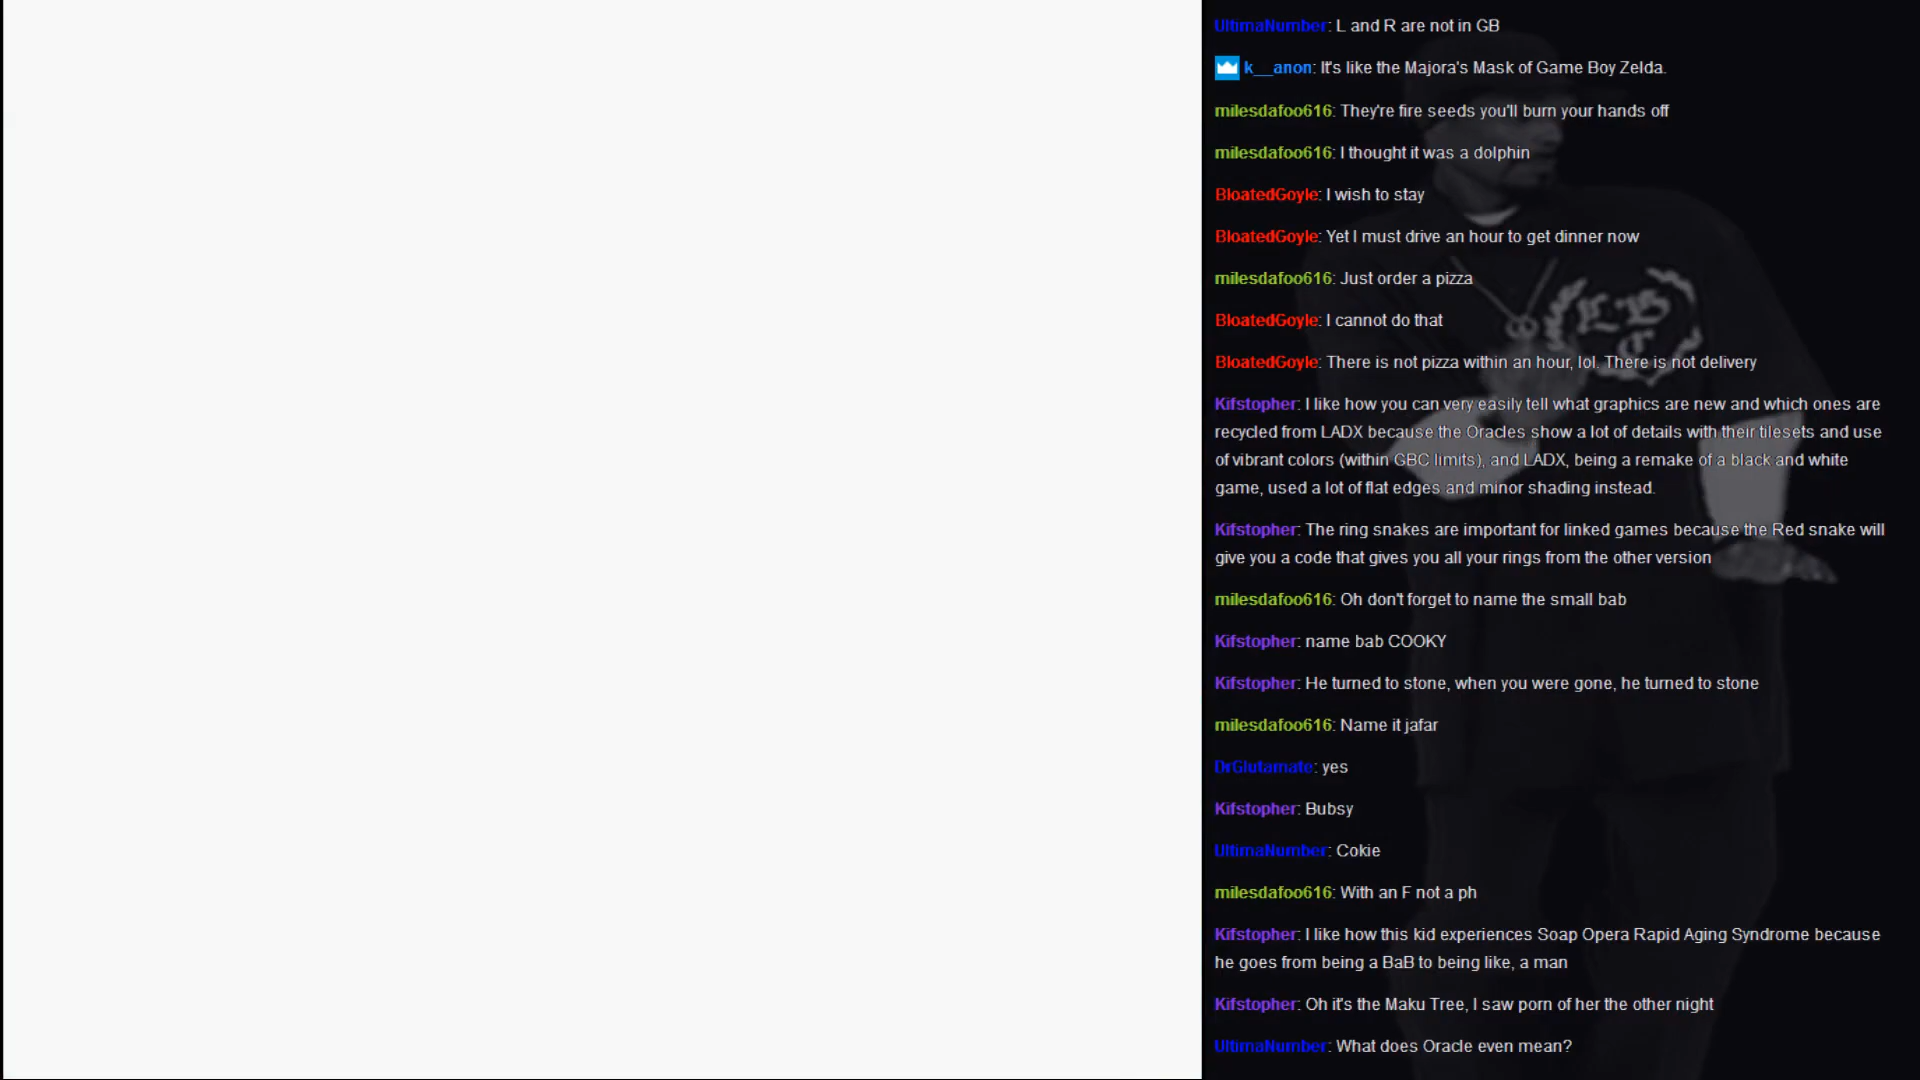 UltimaNumber: L and R are not in GB
k__anon: It's like the Majora's Mask of Game Boy Zelda.
milesdafoo616: They're fire seeds you'll burn your hands off
milesdafoo616: I thought it was a dolphin
BloatedGoyle: I wish to stay
BloatedGoyle: Yet I must drive an hour to get dinner now
milesdafoo616: Just order a pizza
BloatedGoyle: I cannot do that
BloatedGoyle: There is not pizza within an hour, lol. There is not delivery
Kifstopher: I like how you can very easily tell what graphics are new and which ones are
recycled from LADX because the Oracles show a lot of details with their tilesets and use
of vibrant colors (within GBC limits), and LADX, being a remake of a black and white
game, used a lot of flat edges and minor shading instead.
Kifstopher: The ring snakes are important for linked games because the Red snake will
give you a code that gives you all your rings from the other version
milesdafoo616: Oh don't forget to name the small bab
Kifstopher: name bab COOKY
Kifstopher: He turned to stone, when you were gone, he turned to stone
milesdafoo616: Name it jafar
DrGlutamate: yes
Kifstopher: Bubsy
UltimaNumber: Cokie
milesdafoo616: With an F not a ph
Kifstopher: I like how this kid experiences Soap Opera Rapid Aging Syndrome because
he goes from being a BaB to being like, a man
Kifstopher: Oh it's the Maku Tree, I saw porn of her the other night
UltimaNumber: What does Oracle even mean?